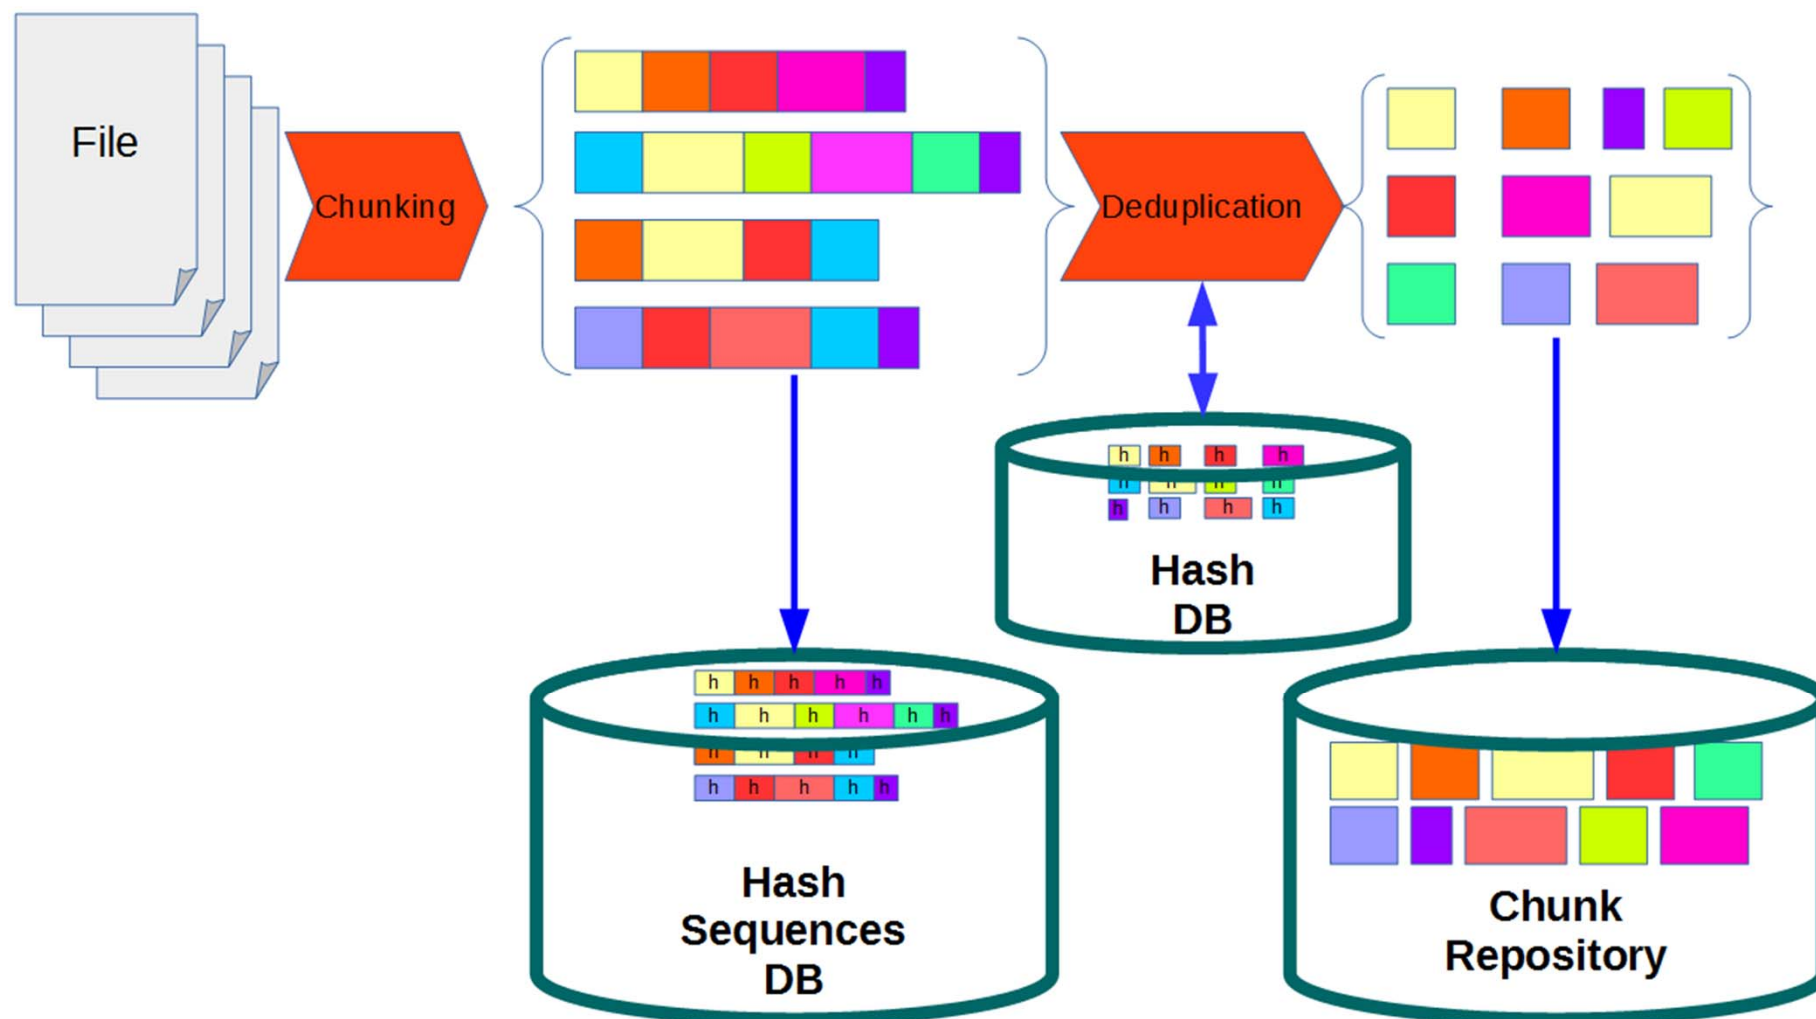 File
Chunking
Deduplication
h h h h
h h h h
h h h h
Hash
DB
h h h h h
h h h h h h
h h h h
h h h h h
Hash
Sequences
DB
Chunk
Repository